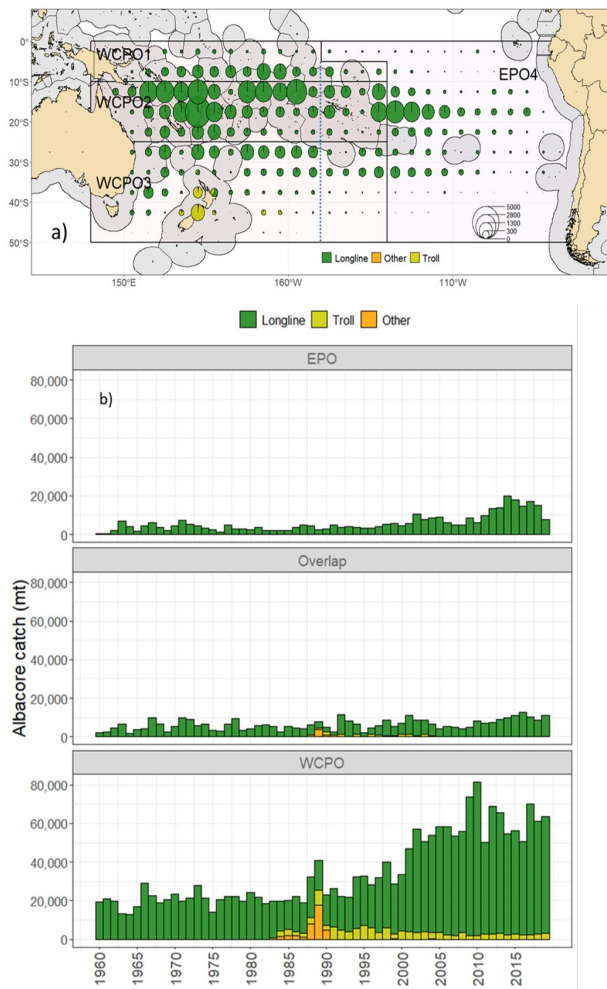 0°
WCPO1
EPO4
10°S
WCPO2
20°S
30°S
WCPO3
40°S
a)
50°S
5000
2800
1300
300
0
Longline Other Troll
150°E 160°W 110°W
Longline Troll Other
EPO
80,000
b)
60,000
40,000
20,000
0
Overlap
80,000
60,000
40,000
20,000
0
Albacore catch (mt)
WCPO
80,000
60,000
40,000
20,000
0
1960 1965 1970 1975 1980 1985 1990 1995 2000 2005 2010 2015